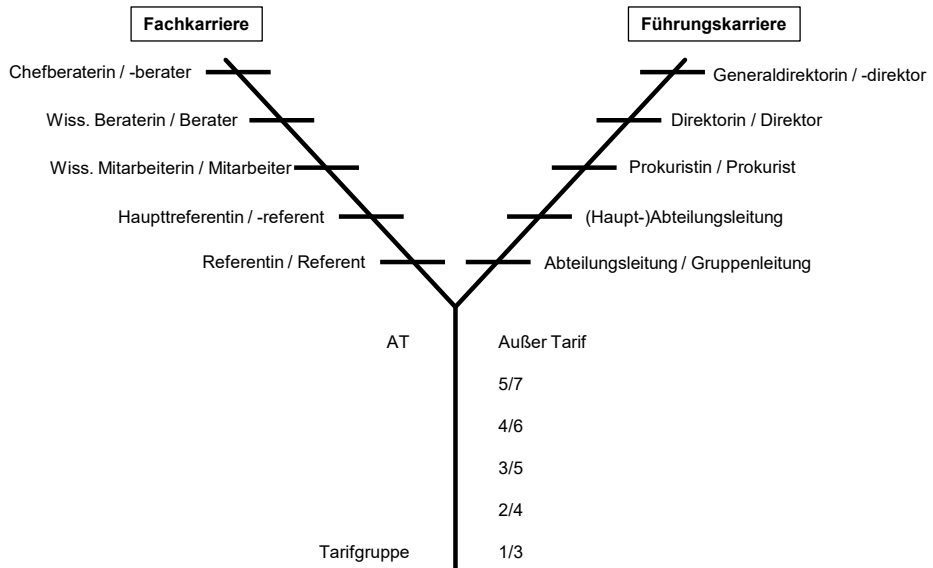 Fachkarriere
Führungskarriere
Chefberaterin / -berater
Generaldirektorin / -direktor
Wiss. Beraterin / Berater
Direktorin / Direktor
Wiss. Mitarbeiterin / Mitarbeiter
Prokuristin / Prokurist
Haupttreferentin / -referent
(Haupt-)Abteilungsleitung
Referentin / Referent
Abteilungsleitung / Gruppenleitung
AT
Außer Tarif
5/7
4/6
3/5
2/4
Tarifgruppe
1/3